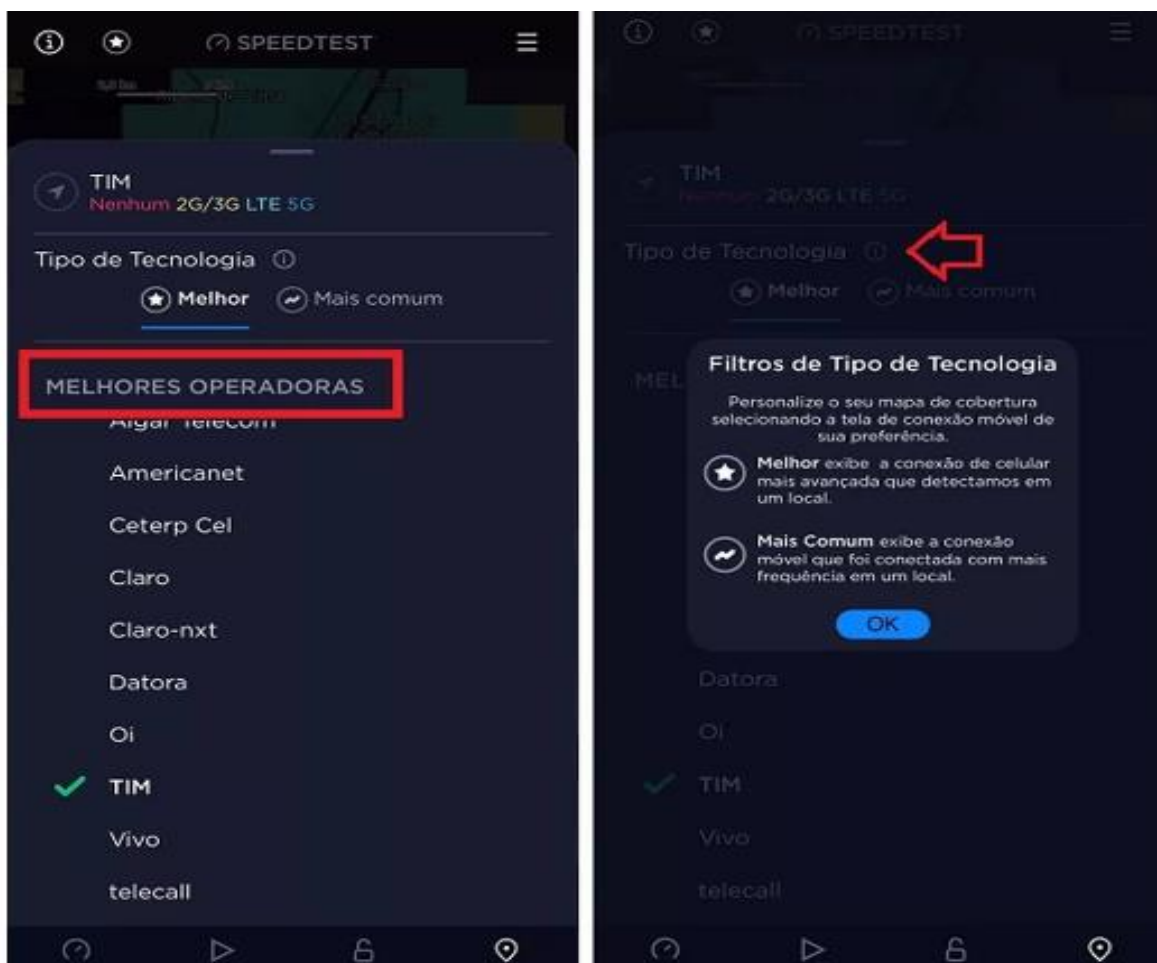 SPEEDTEST
TIM
Nenhum 2G/3G LTE 5G
Tipo de Tecnologia
Melhor Mais comum
MELHORES OPERADORAS
Algar Telecom
Americanet
Ceterp Cel
Claro
Claro-nxt
Datora
Oi
TIM
Vivo
telecall
SPEEDTEST
TIM
Nenhum 2G/3G LTE 5G
Tipo de Tecnologia
Melhor Mais comum
MEL
Filtros de Tipo de Tecnologia
Personalize o seu mapa de cobertura
selecionando a tela de conexão móvel de
sua preferência.
Melhor exibe a conexão de celular
mais avançada que detectamos em
um local.
Mais Comum exibe a conexão
móvel que foi conectada com mais
frequência em um local.
OK
Datora
Oi
TIM
Vivo
telecall